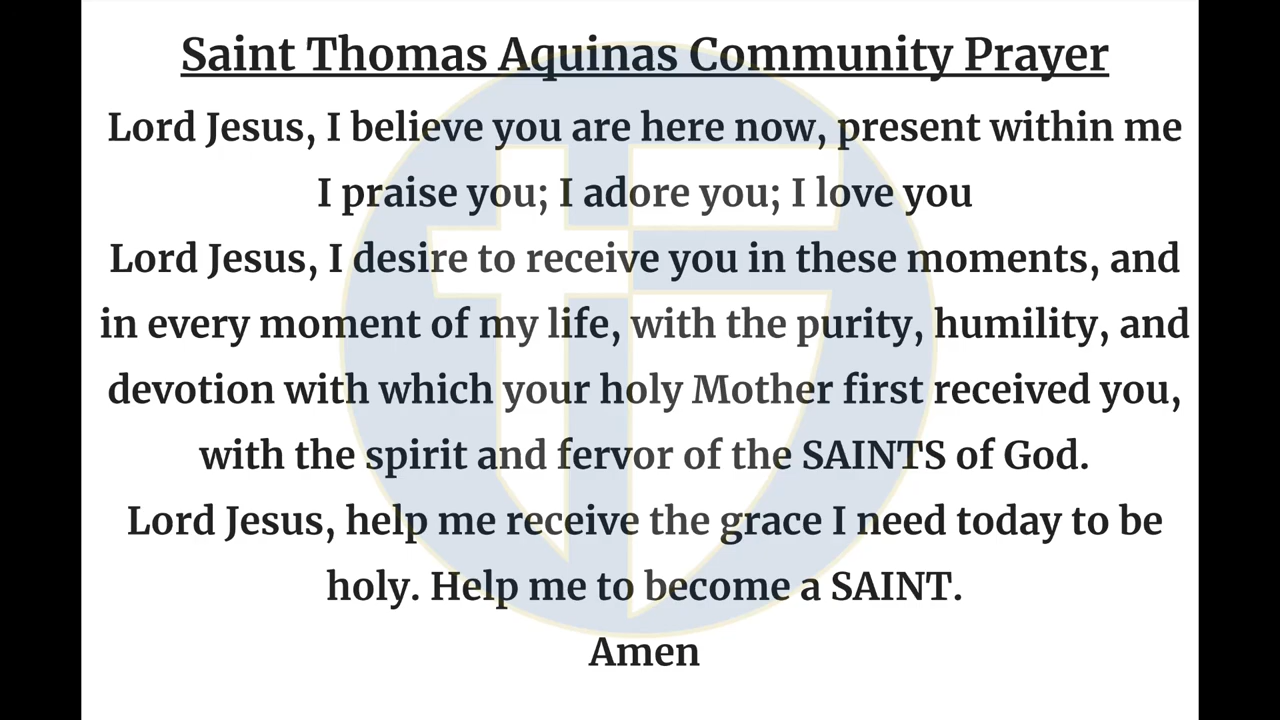 Saint Thomas Aquinas Community Prayer
Lord Jesus, I believe you are here now, present within me
I praise you; I adore you; I love you
Lord Jesus, I desire to receive you in these moments, and
in every moment of my life, with the purity, humility, and
devotion with which your holy Mother first received you,
with the spirit and fervor of the SAINTS of God.
Lord Jesus, help me receive the grace I need today to be
holy. Help me to become a SAINT.
Amen